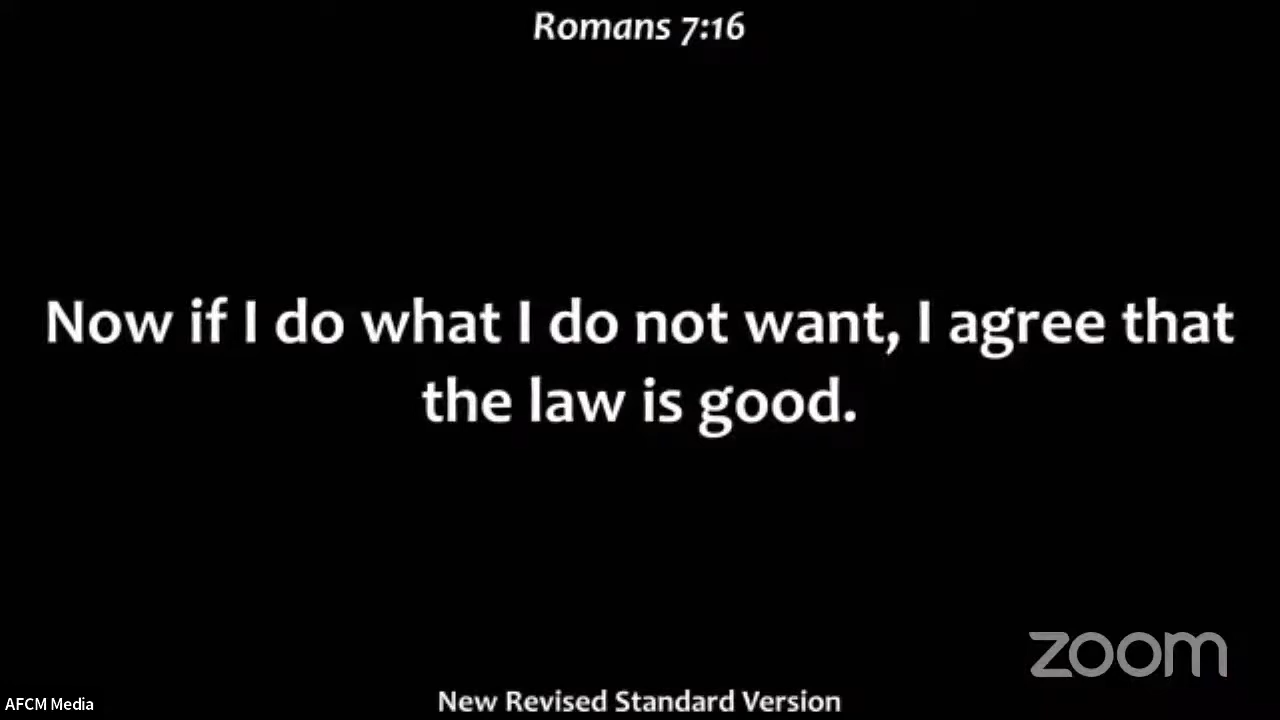 Romans 7:16
Now if I do what I do not want, I agree that
the law is good.
zoom
AFCM Media
New Revised Standard Version